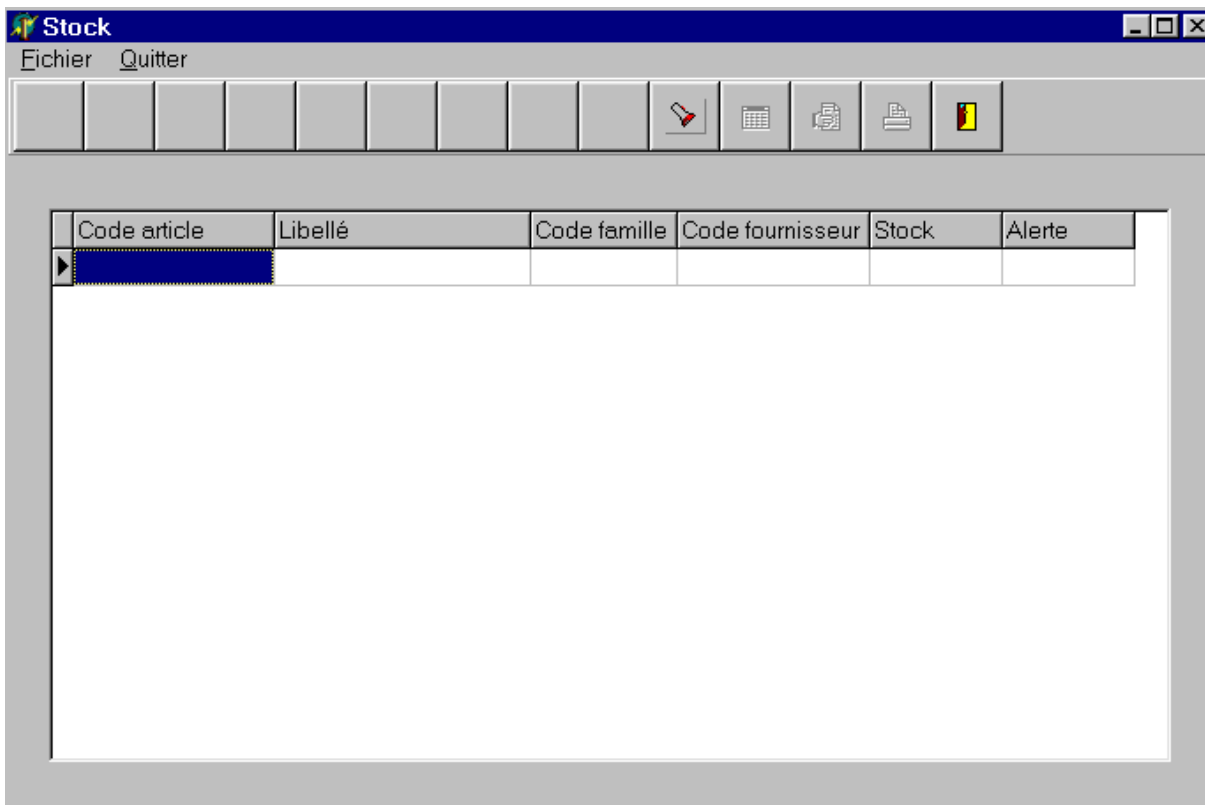 Stock
Fichier Quitter
Code article Libellé Code famille Code fournisseur Stock Alerte